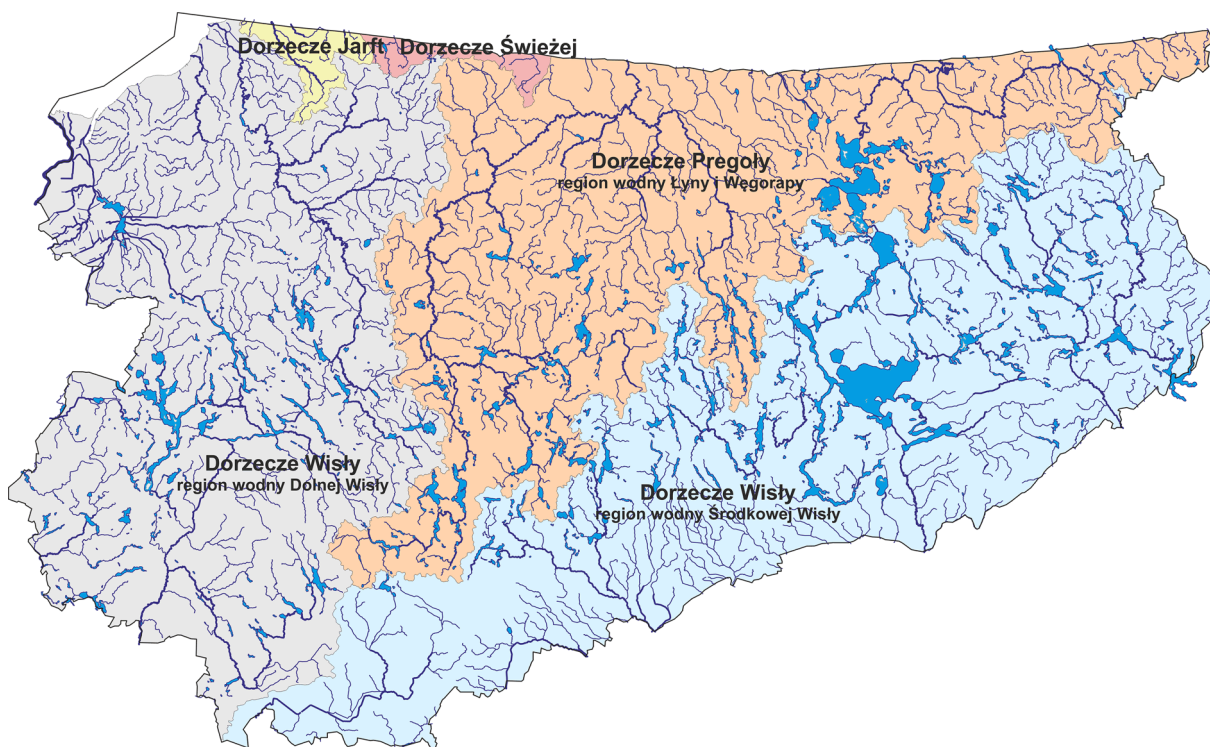 Dorzecze Jarft
Dorzecze Świeżej
Dorzecze Pregoły
region wodny Łyny i Węgorapy
Dorzecze Wisły
region wodny Dolnej Wisły
Dorzecze Wisły
region wodny Środkowej Wisły